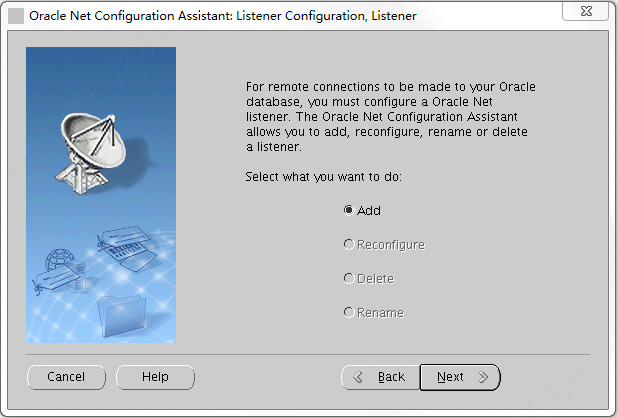 Oracle Net Configuration Assistant: Listener Configuration, Listener
For remote connections to be made to your Oracle
database, you must configure a Oracle Net
listener. The Oracle Net Configuration Assistant
allows you to add, reconfigure, rename or delete
a listener.
Select what you want to do:
Add
Reconfigure
Delete
Rename
Cancel
Help
Back
Next